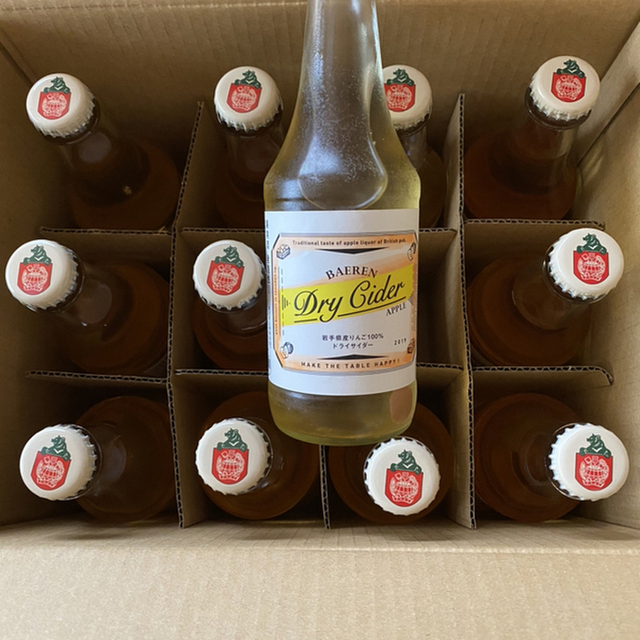 Traditional taste of apple liquor of British pub.
BAEREN
Dry Cider
APPLE
岩手県産りんご100%
ドライサイダー
2019
MAKE THE TABLE HAPPY!